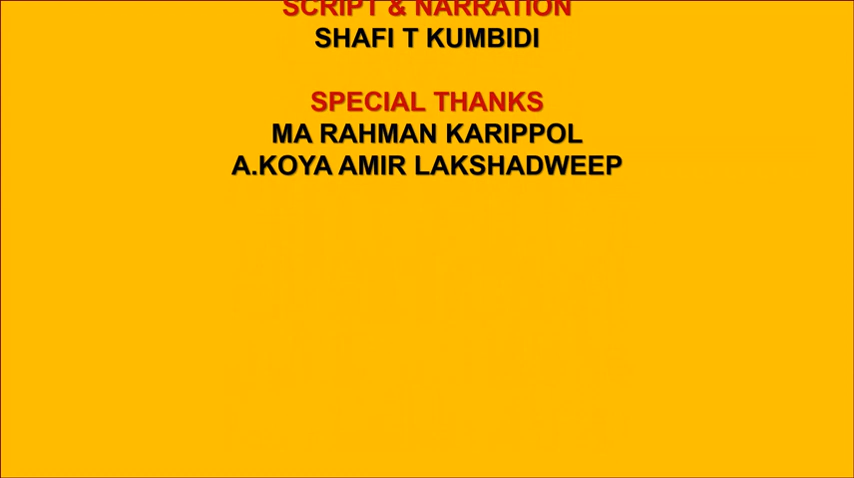 SCRIPT & NARRATION
SHAFI T KUMBIDI
SPECIAL THANKS
MA RAHMAN KARIPPOL
A.KOYA AMIR LAKSHADWEEP